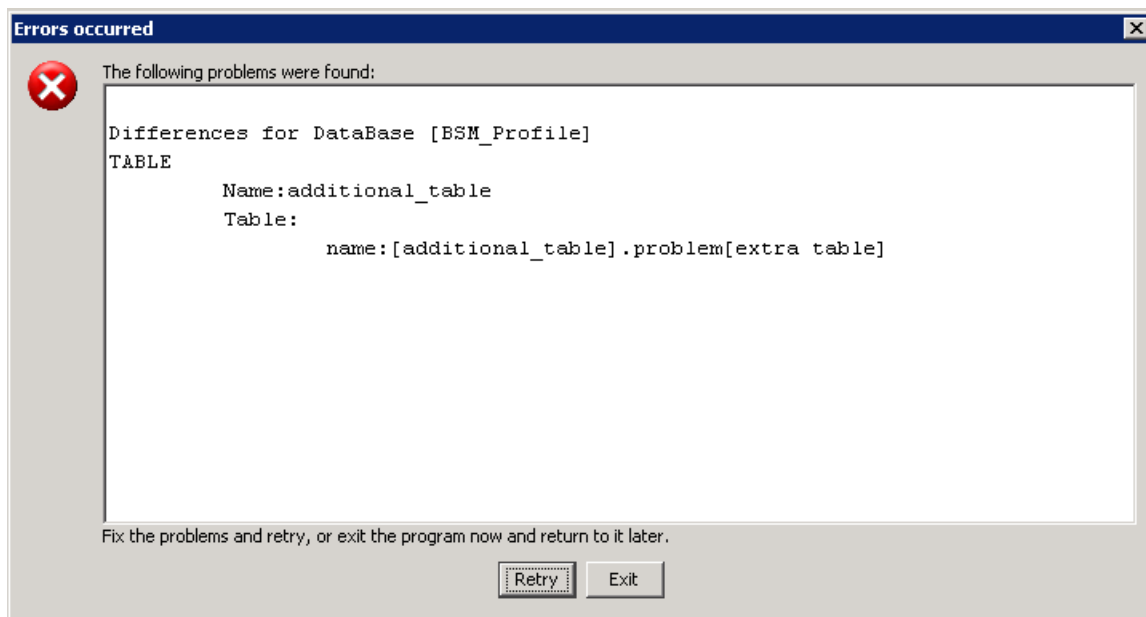 Errors occurred
The following problems were found:
Differences for DataBase [BSM_Profile]
TABLE
Name:additional_table
Table:
name:[additional_table].problem[extra table]
Fix the problems and retry, or exit the program now and return to it later.
Retry
Exit